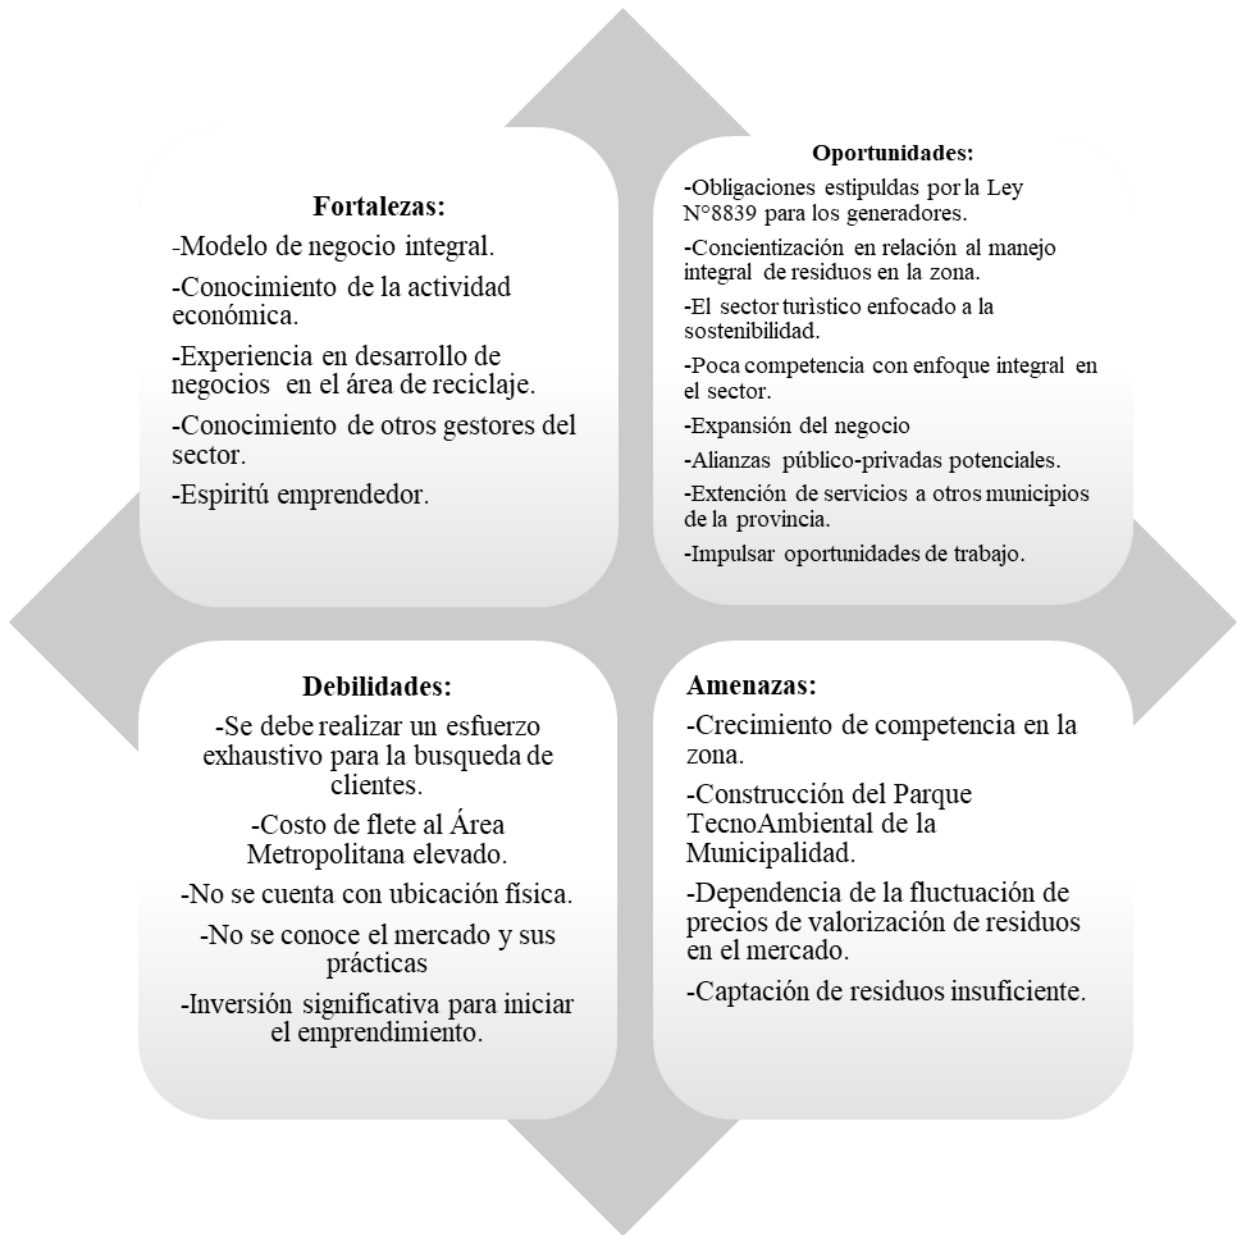 Fortalezas:
-Modelo de negocio integral.
-Conocimiento de la actividad
económica.
-Experiencia en desarrollo de
negocios en el área de reciclaje.
-Conocimiento de otros gestores del
sector.
-Espiritú emprendedor.
Oportunidades:
-Obligaciones estipuldas por la Ley
N°8839 para los generadores.
-Concientización en relación al manejo
integral de residuos en la zona.
-El sector turìstico enfocado a la
sostenibilidad.
-Poca competencia con enfoque integral en
el sector.
-Expansión del negocio
-Alianzas público-privadas potenciales.
-Extención de servicios a otros municipios
de la provincia.
-Impulsar oportunidades de trabajo.
Debilidades:
-Se debe realizar un esfuerzo
exhaustivo para la busqueda de
clientes.
-Costo de flete al Área
Metropolitana elevado.
-No se cuenta con ubicación física.
-No se conoce el mercado y sus
prácticas
-Inversión significativa para iniciar
el emprendimiento.
Amenazas:
-Crecimiento de competencia en la
zona.
-Construcción del Parque
TecnoAmbiental de la
Municipalidad.
-Dependencia de la fluctuación de
precios de valorización de residuos
en el mercado.
-Captación de residuos insuficiente.